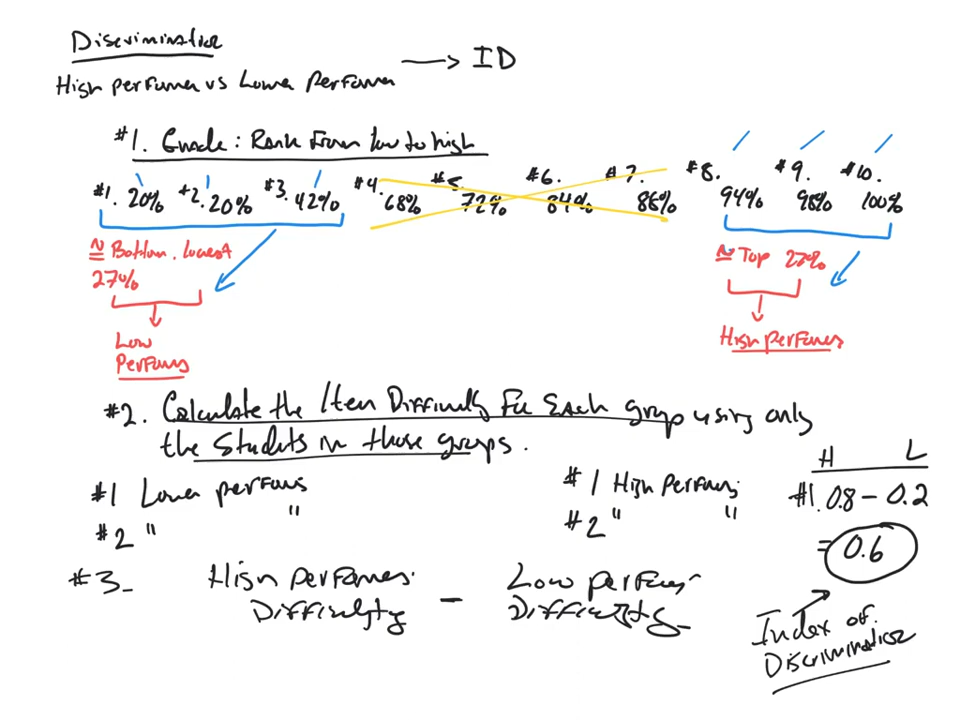 Discrimination
High performer vs Lower Performer → ID
#1. Grade: Rank From low to high
#1. 20% #2. 20% #3. 42% #4. 68% #5. 72% #6. 84% #7. 86% #8. 94% #9. 98% #10. 100%
≈ Bottom. Lowest
27%
≈ Top 27%
Low
Performers
High Performers
#2. Calculate the Item Difficulty For Each group using only
the students in those groups.
#1 Lower performers
#2 " "
#1 High Performers
#2 " "
H L
#1. 0.8 - 0.2
= 0.6
#3. High performers Difficulty - Low performers Difficulty
Index of
Discrimination